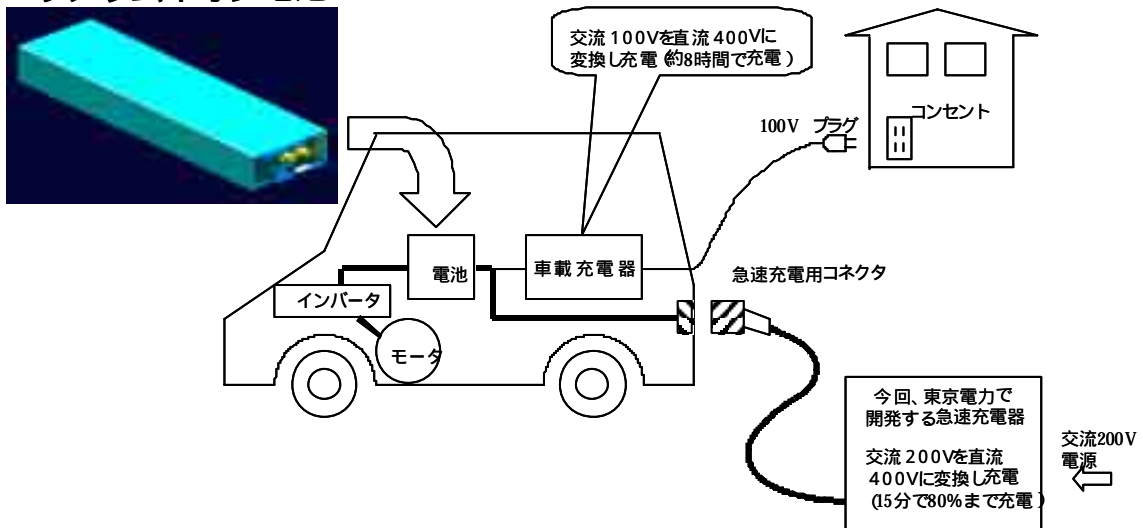 交流100Vを直流400Vに
変換し充電(約8時間で充電)
コンセント
100V プラグ
電池
車載充電器
急速充電用コネクタ
インバータ
モータ
今回、東京電力で
開発する急速充電器
交流200Vを直流
400Vに変換し充電
(15分で80%まで充電)
交流200V
電源